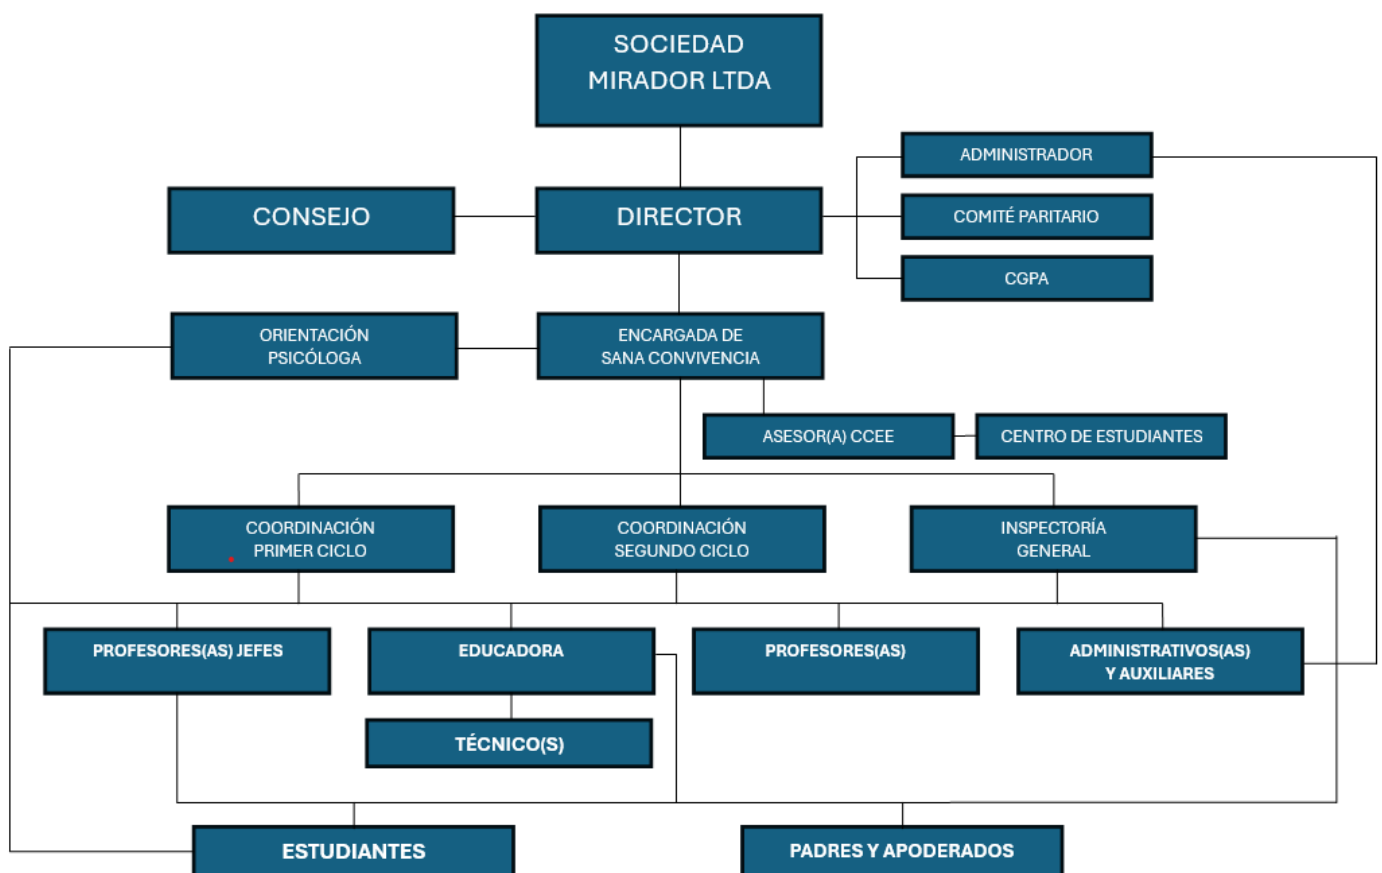 SOCIEDAD
MIRADOR LTDA
ADMINISTRADOR
CONSEJO
DIRECTOR
COMITÉ PARITARIO
CGPA
ORIENTACIÓN
PSICÓLOGA
ENCARGADA DE
SANA CONVIVENCIA
ASESOR(A) CCEE
CENTRO DE ESTUDIANTES
COORDINACIÓN
PRIMER CICLO
COORDINACIÓN
SEGUNDO CICLO
INSPECTORÍA
GENERAL
PROFESORES(AS) JEFES
EDUCADORA
PROFESORES(AS)
ADMINISTRATIVOS(AS)
Y AUXILIARES
TÉCNICO(S)
ESTUDIANTES
PADRES Y APODERADOS